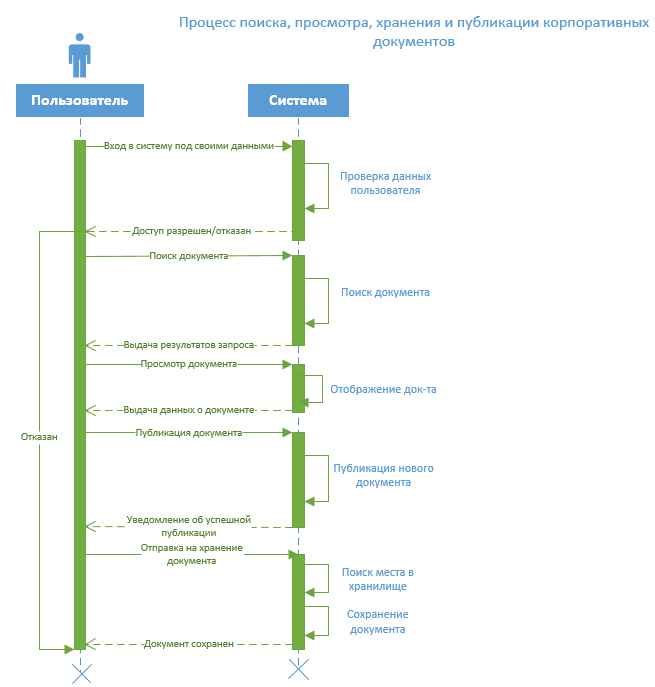 Процесс поиска, просмотра, хранения и публикации корпоративных
документов
Пользователь
Система
Вход в систему под своими данными
Проверка данных
пользователя
Доступ разрешен/отказан
Поиск документа
Поиск документа
Выдача результатов запроса
Просмотр документа
Отображение док-та
Выдача данных о документе
Отказан
Публикация документа
Публикация нового
документа
Уведомление об успешной
публикации
Отправка на хранение
документа
Поиск места в
хранилище
Сохранение
документа
Документ сохранен